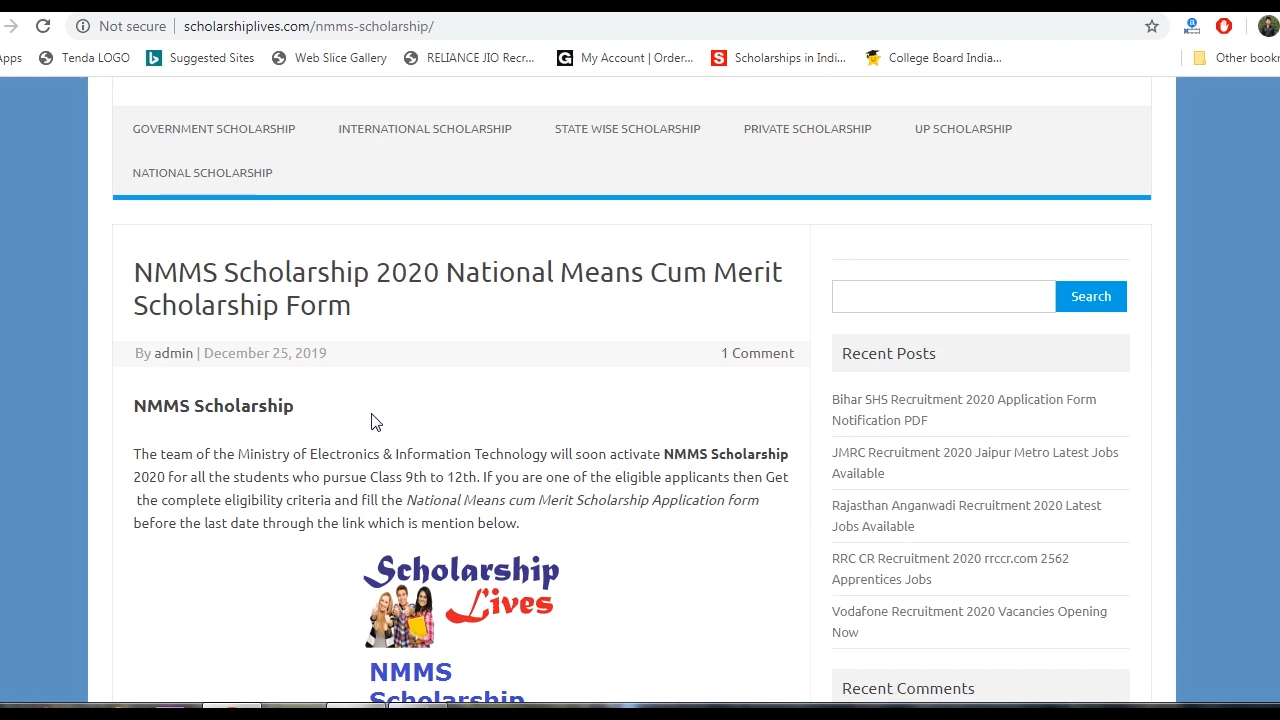 Not secure scholarshiplives.com/nmms-scholarship/
Tenda LOGO Suggested Sites Web Slice Gallery RELIANCE JIO Recr... My Account | Order... Scholarships in Indi... College Board India...
GOVERNMENT SCHOLARSHIP INTERNATIONAL SCHOLARSHIP STATE WISE SCHOLARSHIP PRIVATE SCHOLARSHIP UP SCHOLARSHIP
NATIONAL SCHOLARSHIP
NMMS Scholarship 2020 National Means Cum Merit
Scholarship Form
By admin | December 25, 2019 1 Comment
NMMS Scholarship
The team of the Ministry of Electronics & Information Technology will soon activate NMMS Scholarship
2020 for all the students who pursue Class 9th to 12th. If you are one of the eligible applicants then Get
the complete eligibility criteria and fill the National Means cum Merit Scholarship Application form
before the last date through the link which is mention below.
Scholarship
Lives
NMMS
Scholarship
Search
Recent Posts
Bihar SHS Recruitment 2020 Application Form
Notification PDF
JMRC Recruitment 2020 Jaipur Metro Latest Jobs
Available
Rajasthan Anganwadi Recruitment 2020 Latest
Jobs Available
RRC CR Recruitment 2020 rrccr.com 2562
Apprentices Jobs
Vodafone Recruitment 2020 Vacancies Opening
Now
Recent Comments